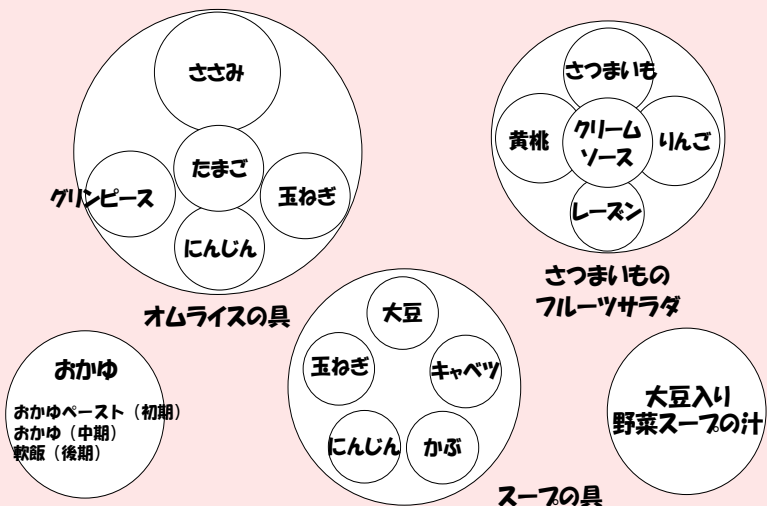 ささみ
たまご
グリンピース
玉ねぎ
にんじん
オムライスの具
さつまいも
黄桃
クリーム
ソース
りんご
レーズン
さつまいもの
フルーツサラダ
おかゆ
おかゆペースト（初期）
おかゆ（中期）
軟飯（後期）
大豆
玉ねぎ
キャベツ
にんじん
かぶ
スープの具
大豆入り
野菜スープの汁